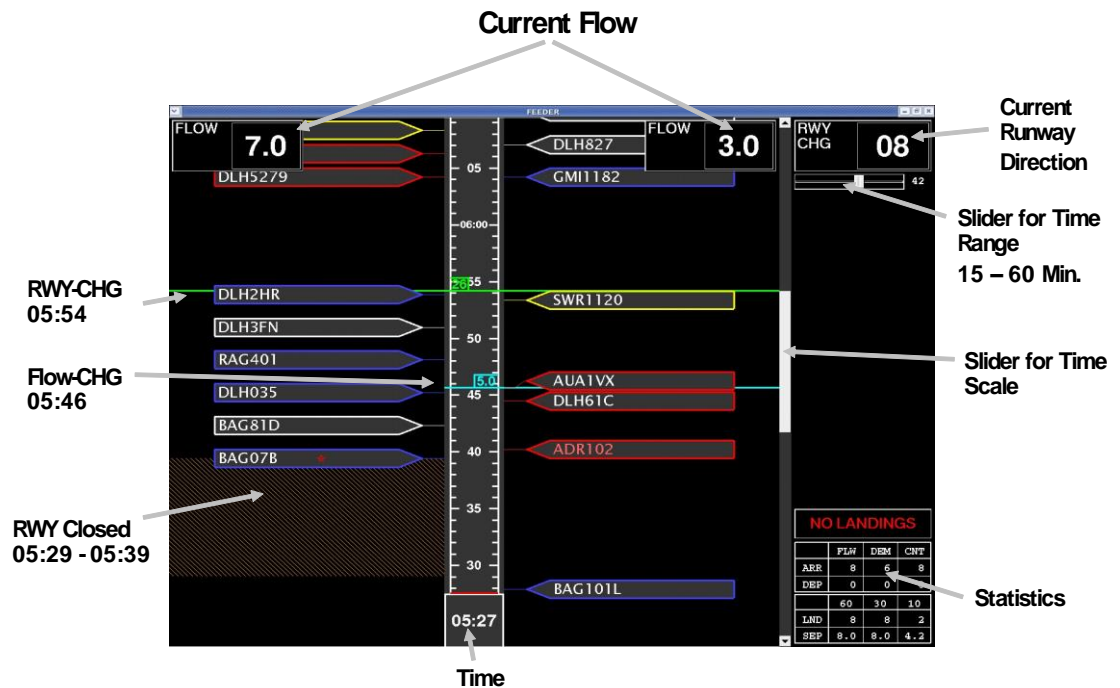 Current Flow
FEEDER
FLOW
7.0
FLOW
3.0
RWY
CHG
08
Current
Runway
Direction
DLH827
05
DLH5279
GMI1182
42
Slider for Time
Range
15 – 60 Min.
06:00
RWY-CHG
05:54
26
55
DLH2HR
SWR1120
DLH3FN
50
RAG401
Slider for Time
Scale
Flow-CHG
05:46
5.0
AUA1VX
DLH035
45
DLH61C
BAG81D
BAG07B
40
ADR102
RWY Closed
05:29 - 05:39
35
NO LANDINGS
FLW DEM CNT
ARR 8 6 8
DEP 0 0
60 30 10
LND 8 8 2
SEP 8.0 8.0 4.2
Statistics
30
BAG101L
05:27
Time